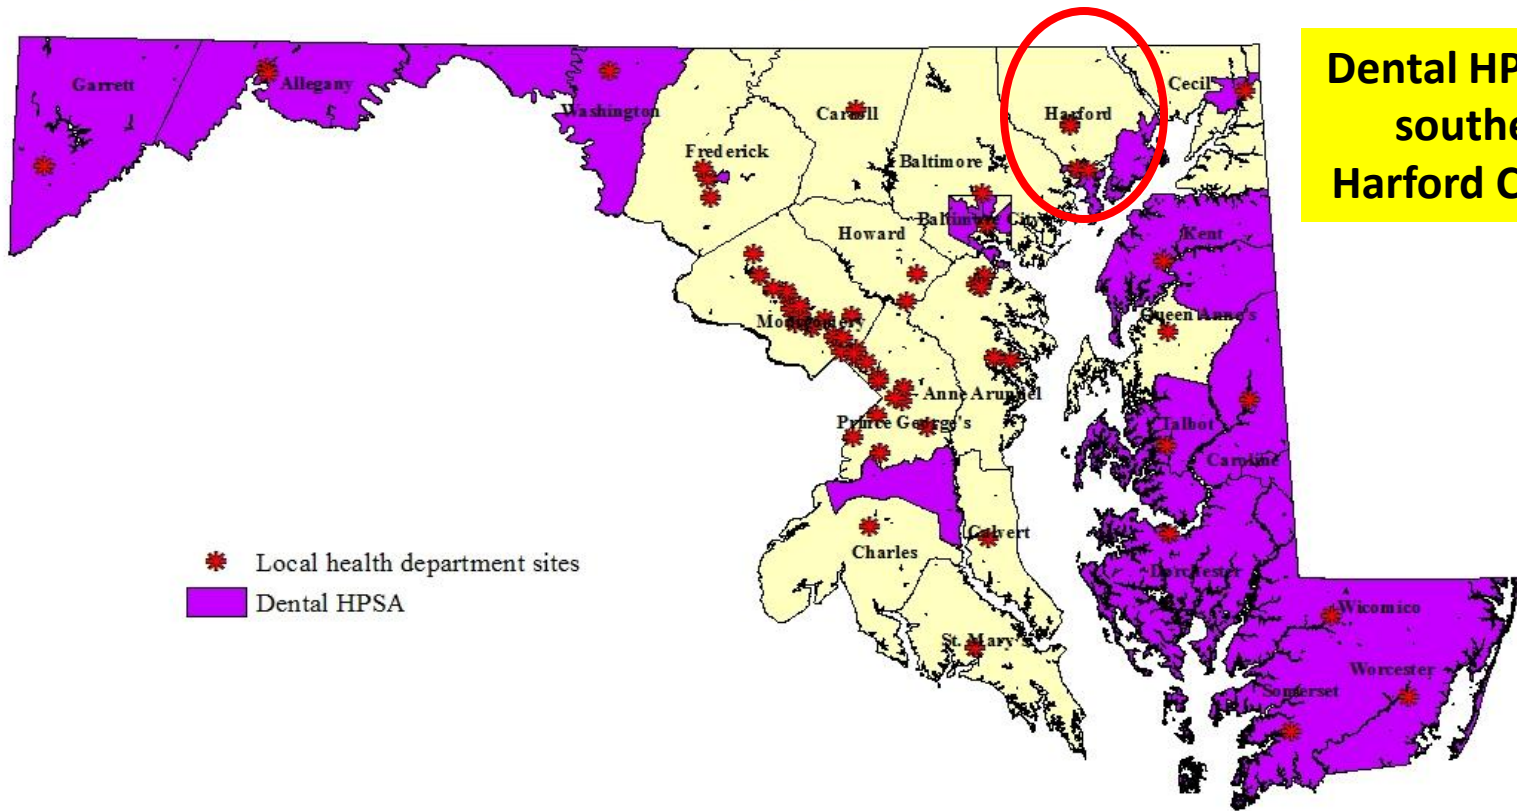 Dental HP
southe
Harford C
Garrett
Allegany
Washington
Frederick
Carroll
Baltimore
Harford
Cecil
Baltimore City
Howard
Kent
Queen Anne's
Montgomery
Anne Arundel
Prince George's
Talbot
Caroline
Charles
Calvert
Dorchester
St. Mary
Wicomico
Worcester
Somerset
Local health department sites
Dental HPSA